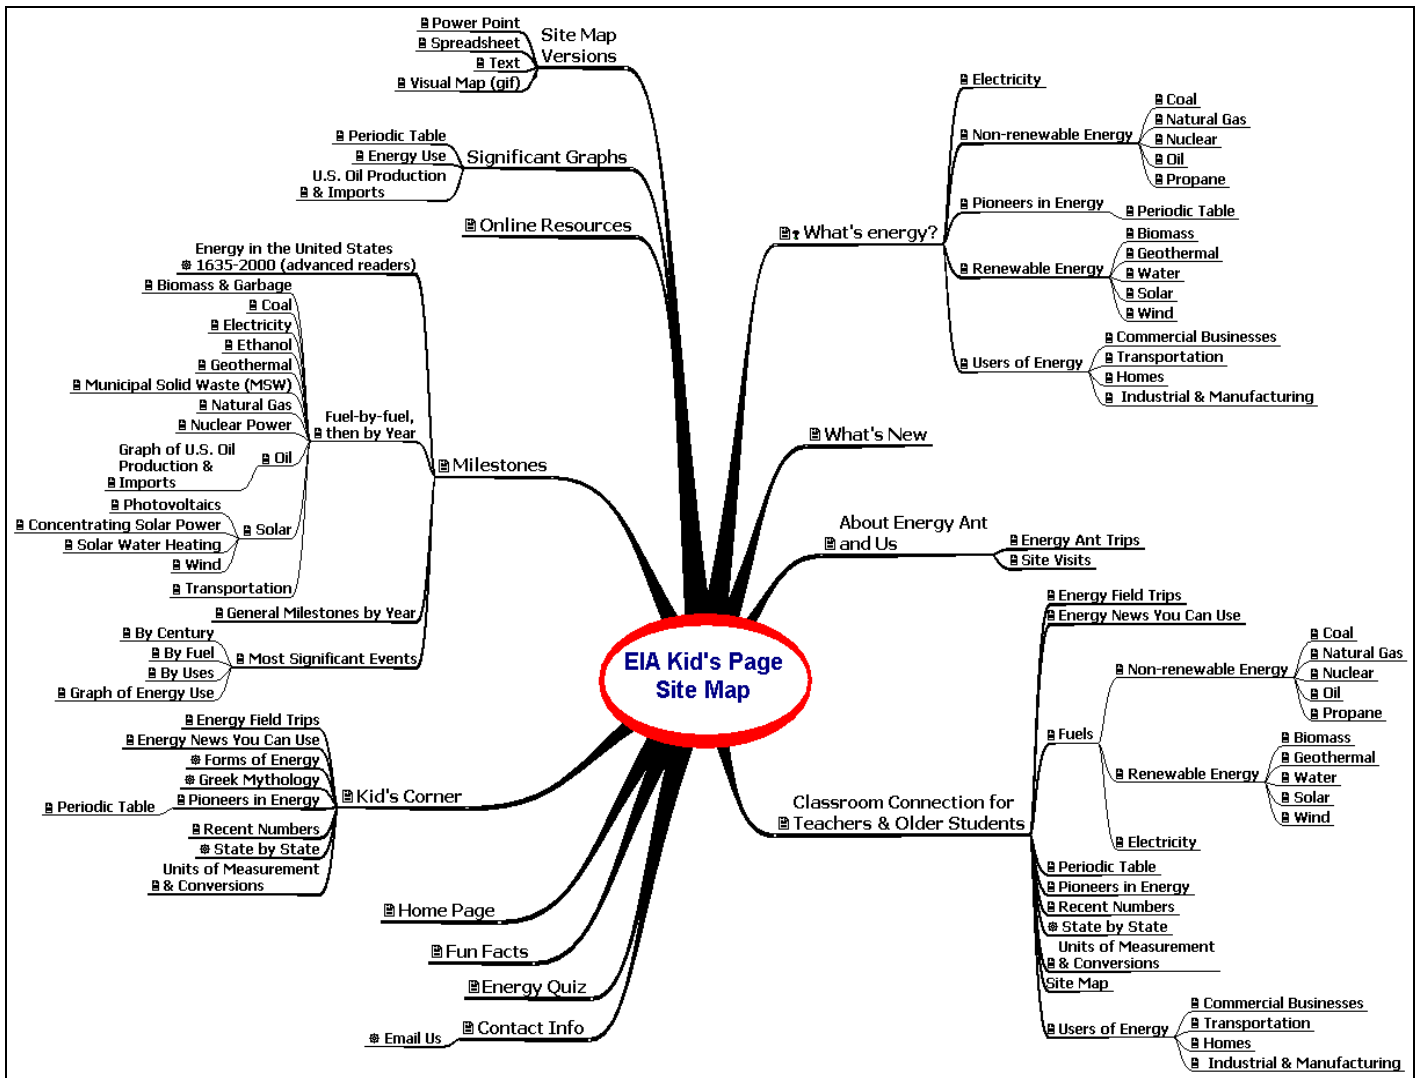 EIA Kid's Page
Site Map
Site Map
Versions
Power Point
Spreadsheet
Text
Visual Map (gif)
Significant Graphs
Periodic Table
Energy Use
U.S. Oil Production
& Imports
Online Resources
Milestones
Energy in the United States
1635-2000 (advanced readers)
Fuel-by-fuel,
then by Year
Biomass & Garbage
Coal
Electricity
Ethanol
Geothermal
Municipal Solid Waste (MSW)
Natural Gas
Nuclear Power
Oil
Graph of U.S. Oil
Production &
Imports
Solar
Photovoltaics
Concentrating Solar Power
Solar Water Heating
Wind
Transportation
General Milestones by Year
Most Significant Events
By Century
By Fuel
By Uses
Graph of Energy Use
Kid's Corner
Energy Field Trips
Energy News You Can Use
Forms of Energy
Greek Mythology
Pioneers in Energy
Periodic Table
Recent Numbers
State by State
Units of Measurement
& Conversions
Home Page
Fun Facts
Energy Quiz
Contact Info
Email Us
What's energy?
Electricity
Non-renewable Energy
Coal
Natural Gas
Nuclear
Oil
Propane
Pioneers in Energy
Periodic Table
Renewable Energy
Biomass
Geothermal
Water
Solar
Wind
Users of Energy
Commercial Businesses
Transportation
Homes
Industrial & Manufacturing
What's New
About Energy Ant
and Us
Energy Ant Trips
Site Visits
Classroom Connection for
Teachers & Older Students
Energy Field Trips
Energy News You Can Use
Fuels
Non-renewable Energy
Coal
Natural Gas
Nuclear
Oil
Propane
Renewable Energy
Biomass
Geothermal
Water
Solar
Wind
Electricity
Periodic Table
Pioneers in Energy
Recent Numbers
State by State
Units of Measurement
& Conversions
Site Map
Users of Energy
Commercial Businesses
Transportation
Homes
Industrial & Manufacturing